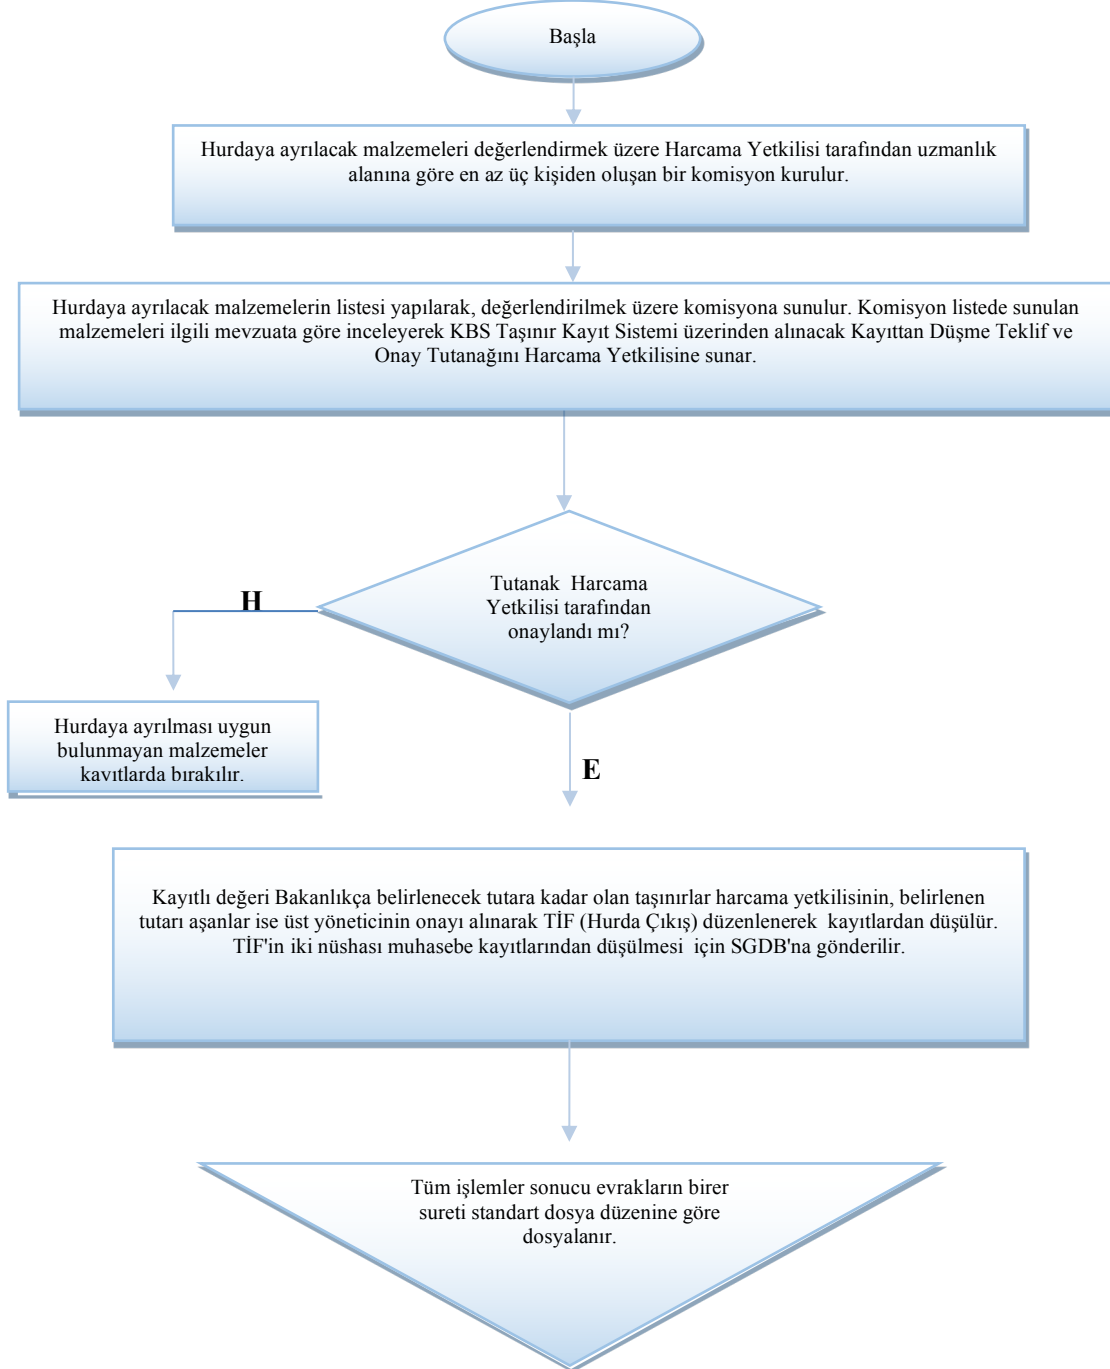 Başla
Hurdaya ayrılacak malzemeleri değerlendirmek üzere Harcama Yetkilisi tarafından uzmanlık
alanına göre en az üç kişiden oluşan bir komisyon kurulur.
Hurdaya ayrılacak malzemelerin listesi yapılarak, değerlendirilmek üzere komisyona sunulur. Komisyon listede sunulan
malzemeleri ilgili mevzuata göre inceleyerek KBS Taşınır Kayıt Sistemi üzerinden alınacak Kayıttan Düşme Teklif ve
Onay Tutanağını Harcama Yetkilisine sunar.
Tutanak Harcama
Yetkilisi tarafından
onaylandı mı?
H
Hurdaya ayrılması uygun
bulunmayan malzemeler
kayıtlarda bırakılır.
E
Kayıtlı değeri Bakanlıkça belirlenecek tutara kadar olan taşınırlar harcama yetkilisinin, belirlenen
tutarı aşanlar ise üst yöneticinin onayı alınarak TİF (Hurda Çıkış) düzenlenerek kayıtlardan düşülür.
TİF'in iki nüshası muhasebe kayıtlarından düşülmesi için SGDB'na gönderilir.
Tüm işlemler sonucu evrakların birer
sureti standart dosya düzenine göre
dosyalanır.